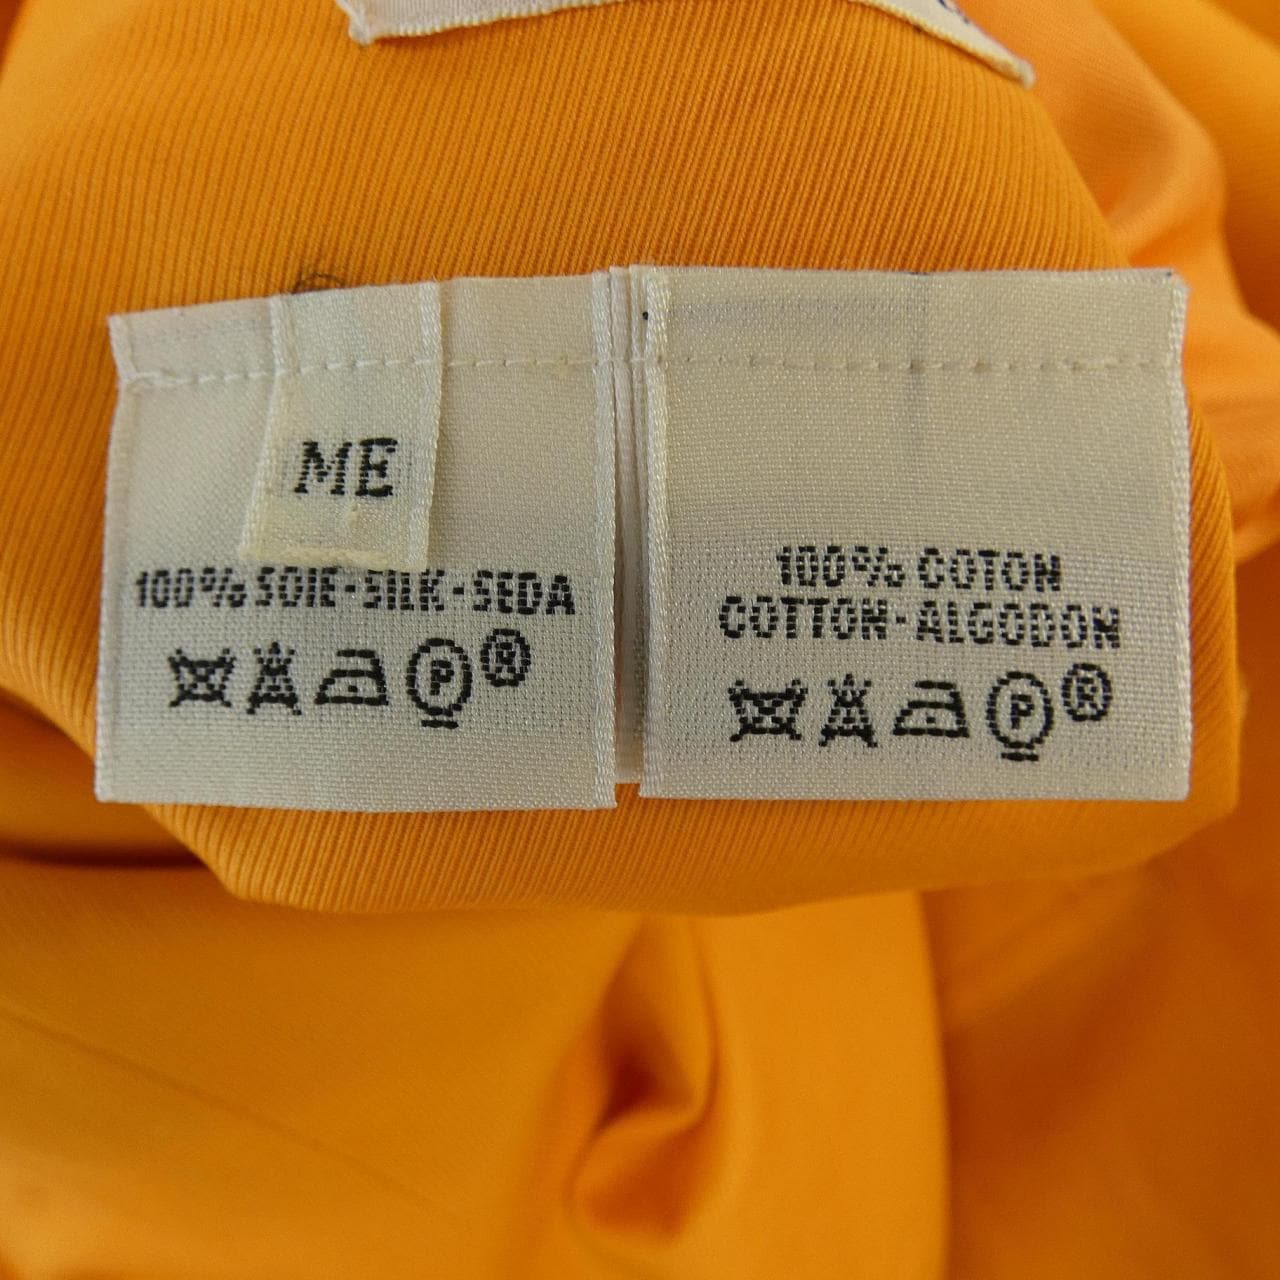 ME
100% SOIE-SILK-SEDA
P ®
100% COTON
COTTON-ALGODON
P ®